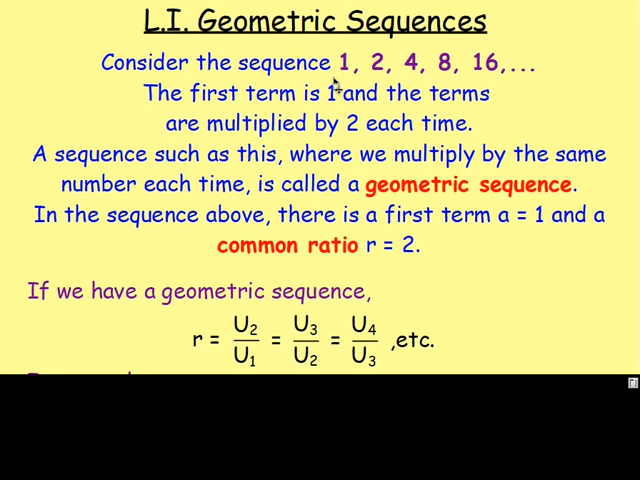 L.I. Geometric Sequences
Consider the sequence 1, 2, 4, 8, 16,...
The first term is 1 and the terms
are multiplied by 2 each time.
A sequence such as this, where we multiply by the same
number each time, is called a geometric sequence.
In the sequence above, there is a first term a = 1 and a
common ratio r = 2.
If we have a geometric sequence,
r = U₂/U₁ = U₃/U₂ = U₄/U₃ ,etc.